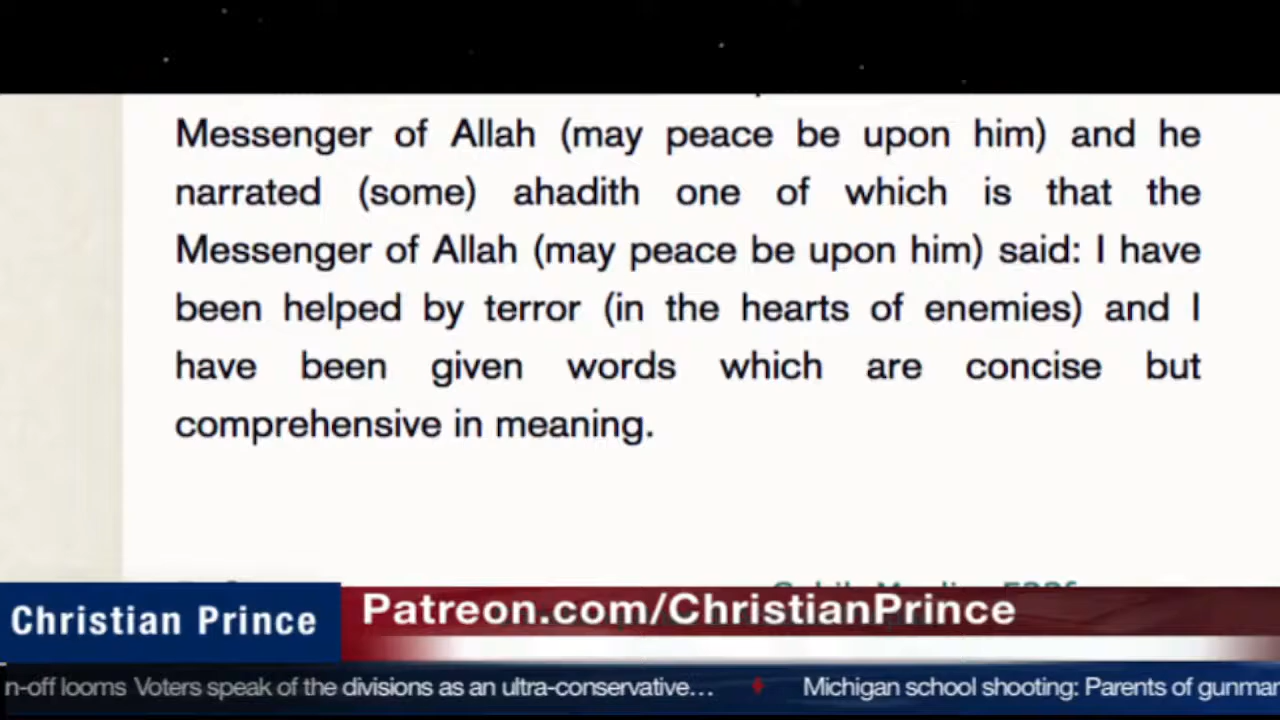 Messenger of Allah (may peace be upon him) and he
narrated (some) ahadith one of which is that the
Messenger of Allah (may peace be upon him) said: I have
been helped by terror (in the hearts of enemies) and I
have been given words which are concise but
comprehensive in meaning.
Christian Prince
Patreon.com/ChristianPrince
n-off looms Voters speak of the divisions as an ultra-conservative… Michigan school shooting: Parents of gunman